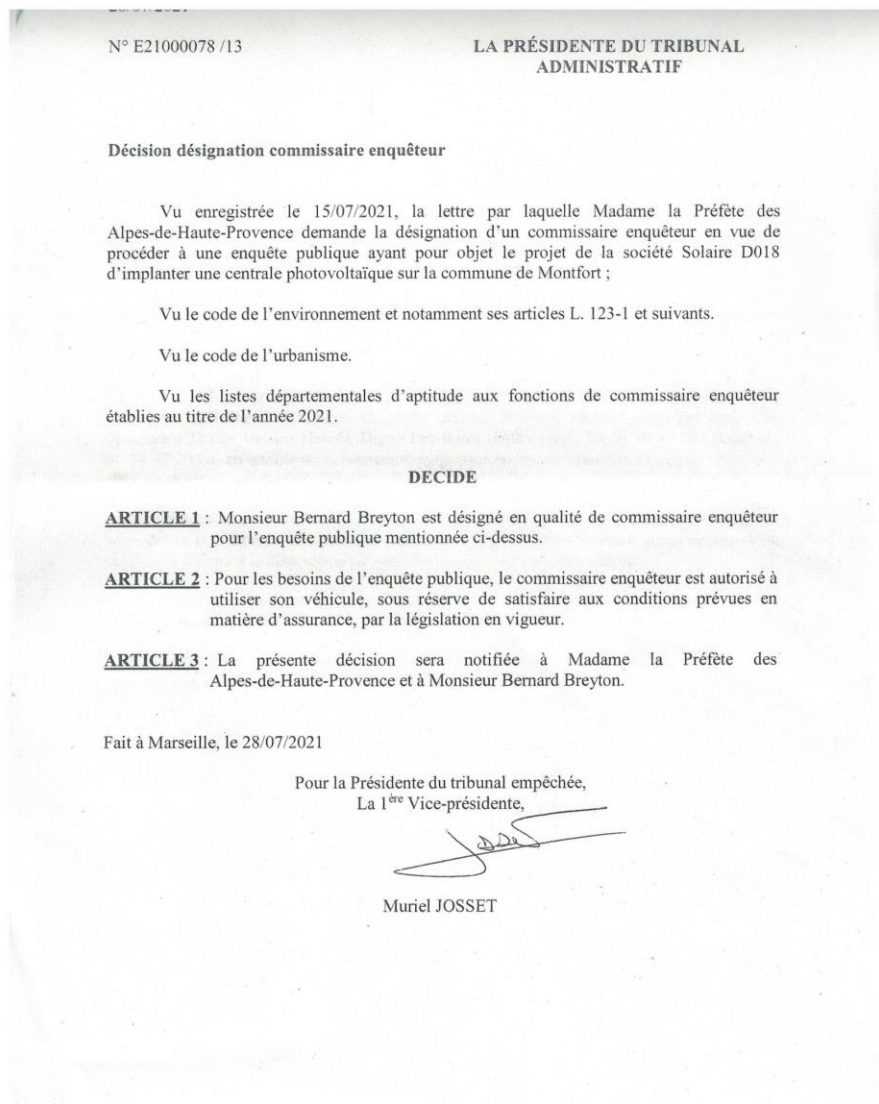 N° E21000078 /13
LA PRÉSIDENTE DU TRIBUNAL
ADMINISTRATIF
Décision désignation commissaire enquêteur
Vu enregistrée le 15/07/2021, la lettre par laquelle Madame la Préfète des
Alpes-de-Haute-Provence demande la désignation d'un commissaire enquêteur en vue de
procéder à une enquête publique ayant pour objet le projet de la société Solaire D018
d'implanter une centrale photovoltaïque sur la commune de Montfort ;
Vu le code de l'environnement et notamment ses articles L. 123-1 et suivants.
Vu le code de l'urbanisme.
Vu les listes départementales d'aptitude aux fonctions de commissaire enquêteur
établies au titre de l'année 2021.
DECIDE
ARTICLE 1 : Monsieur Bernard Breyton est désigné en qualité de commissaire enquêteur
pour l'enquête publique mentionnée ci-dessus.
ARTICLE 2 : Pour les besoins de l'enquête publique, le commissaire enquêteur est autorisé à
utiliser son véhicule, sous réserve de satisfaire aux conditions prévues en
matière d'assurance, par la législation en vigueur.
ARTICLE 3 : La présente décision sera notifiée à Madame la Préfète des
Alpes-de-Haute-Provence et à Monsieur Bernard Breyton.
Fait à Marseille, le 28/07/2021
Pour la Présidente du tribunal empêchée,
La 1ère Vice-présidente,
Josset
Muriel JOSSET